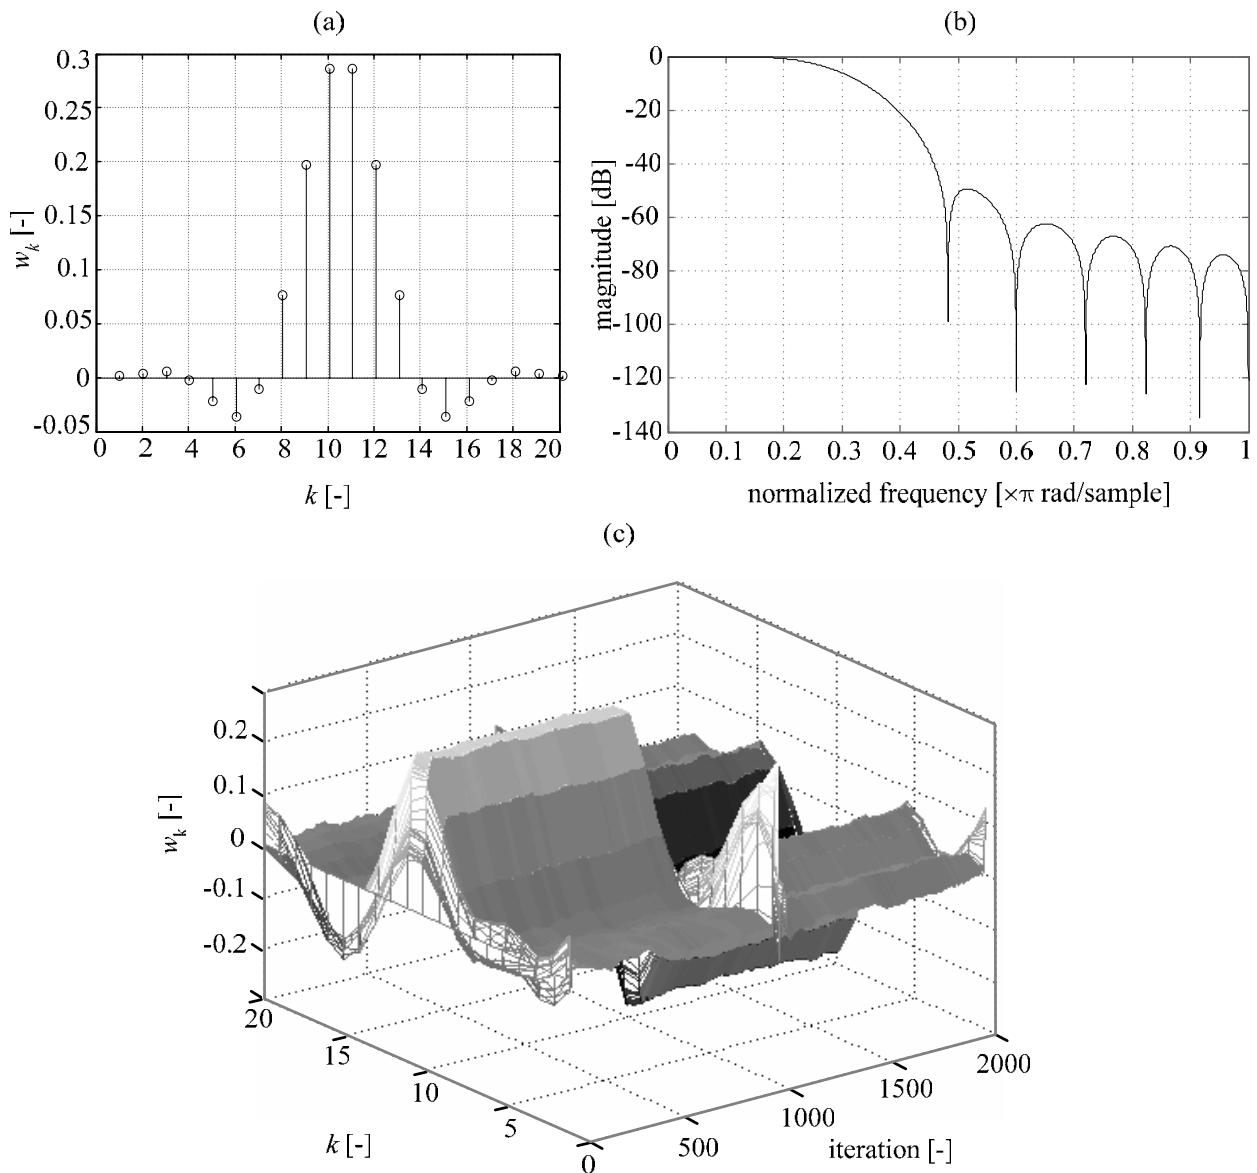 (a)
0.3
0.25
0.2
0.15
0.1
0.05
0
-0.05
w_k [-]
0 2 4 6 8 10 12 14 16 18 20
k [-]
(b)
0
-20
-40
-60
-80
-100
-120
-140
magnitude [dB]
0 0.1 0.2 0.3 0.4 0.5 0.6 0.7 0.8 0.9 1
normalized frequency [×π rad/sample]
(c)
0.2
0.1
0
-0.1
-0.2
w_k [-]
20
15
10
5
0
k [-]
500
1000
1500
2000
iteration [-]